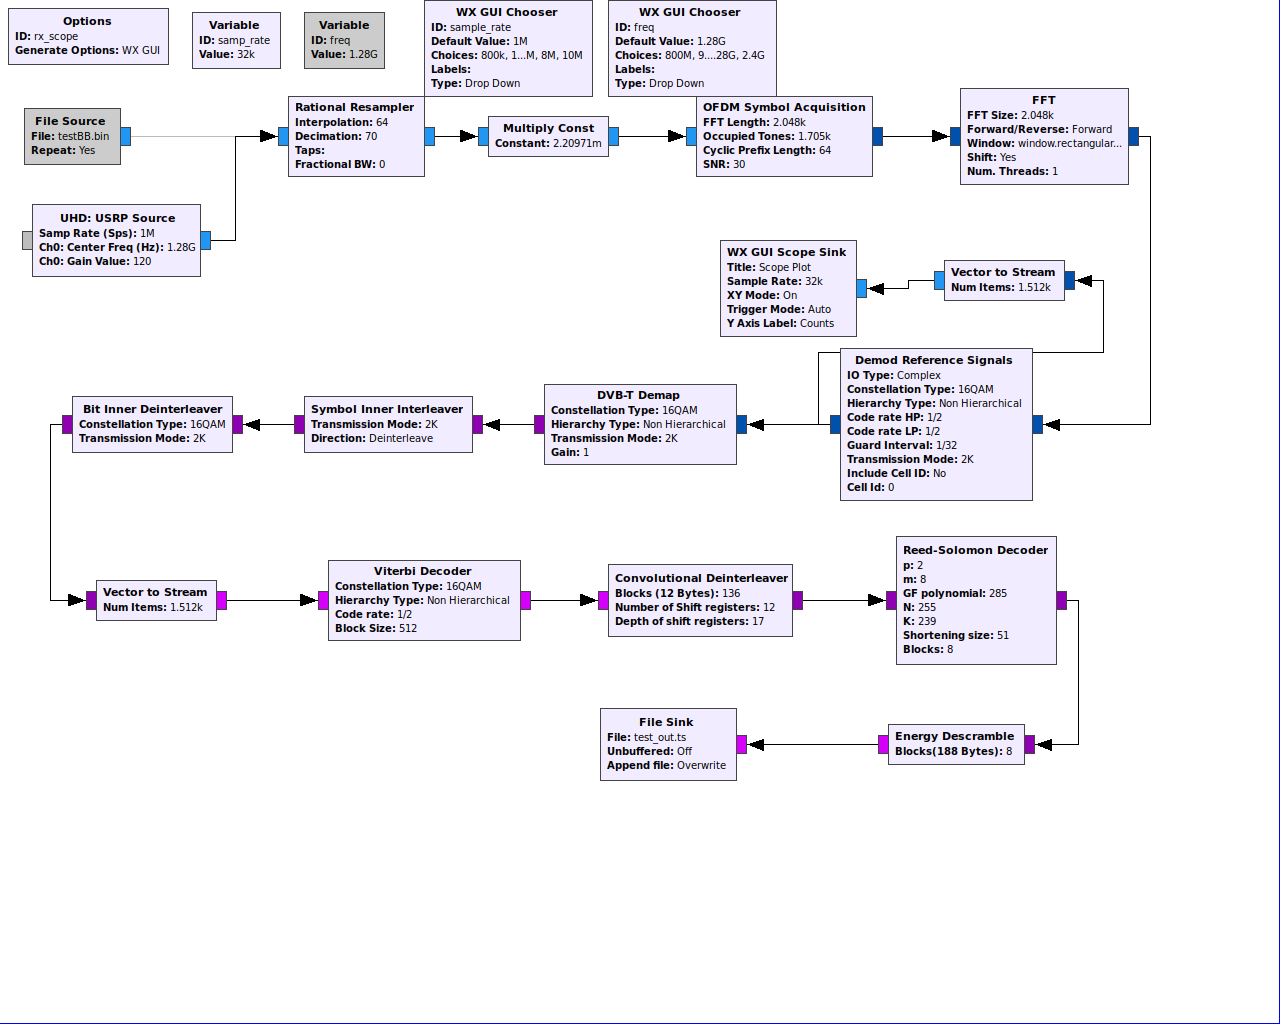 Options
ID: rx_scope
Generate Options: WX GUI
Variable
ID: samp_rate
Value: 32k
Variable
ID: freq
Value: 1.28G
WX GUI Chooser
ID: sample_rate
Default Value: 1M
Choices: 800k, 1...M, 8M, 10M
Labels:
Type: Drop Down
WX GUI Chooser
ID: freq
Default Value: 1.28G
Choices: 800M, 9....28G, 2.4G
Labels:
Type: Drop Down
File Source
File: testBB.bin
Repeat: Yes
Rational Resampler
Interpolation: 64
Decimation: 70
Taps:
Fractional BW: 0
Multiply Const
Constant: 2.20971m
OFDM Symbol Acquisition
FFT Length: 2.048k
Occupied Tones: 1.705k
Cyclic Prefix Length: 64
SNR: 30
FFT
FFT Size: 2.048k
Forward/Reverse: Forward
Window: window.rectangular...
Shift: Yes
Num. Threads: 1
UHD: USRP Source
Samp Rate (Sps): 1M
Ch0: Center Freq (Hz): 1.28G
Ch0: Gain Value: 120
WX GUI Scope Sink
Title: Scope Plot
Sample Rate: 32k
XY Mode: On
Trigger Mode: Auto
Y Axis Label: Counts
Vector to Stream
Num Items: 1.512k
Demod Reference Signals
IO Type: Complex
Constellation Type: 16QAM
Hierarchy Type: Non Hierarchical
Code rate HP: 1/2
Code rate LP: 1/2
Guard Interval: 1/32
Transmission Mode: 2K
Include Cell ID: No
Cell Id: 0
DVB-T Demap
Constellation Type: 16QAM
Hierarchy Type: Non Hierarchical
Transmission Mode: 2K
Gain: 1
Symbol Inner Interleaver
Transmission Mode: 2K
Direction: Deinterleave
Bit Inner Deinterleaver
Constellation Type: 16QAM
Transmission Mode: 2K
Vector to Stream
Num Items: 1.512k
Viterbi Decoder
Constellation Type: 16QAM
Hierarchy Type: Non Hierarchical
Code rate: 1/2
Block Size: 512
Convolutional Deinterleaver
Blocks (12 Bytes): 136
Number of Shift registers: 12
Depth of shift registers: 17
Reed-Solomon Decoder
p: 2
m: 8
GF polynomial: 285
N: 255
K: 239
Shortening size: 51
Blocks: 8
Energy Descramble
Blocks(188 Bytes): 8
File Sink
File: test_out.ts
Unbuffered: Off
Append file: Overwrite